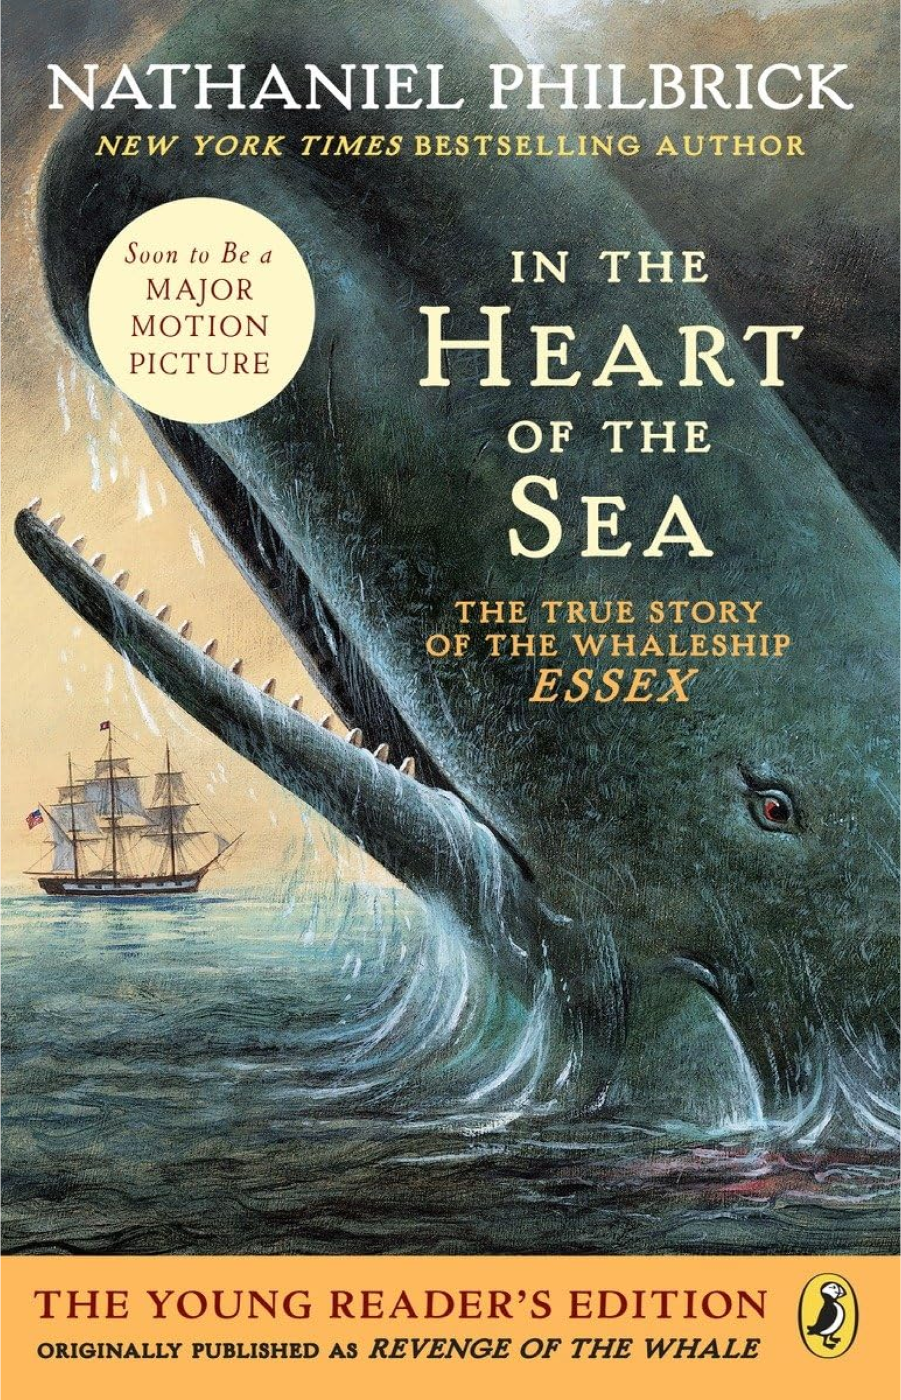 NATHANIEL PHILBRICK
NEW YORK TIMES BESTSELLING AUTHOR
Soon to Be a
MAJOR
MOTION
PICTURE
IN THE
HEART
OF THE
SEA
THE TRUE STORY
OF THE WHALESHIP
ESSEX
THE YOUNG READER'S EDITION
ORIGINALLY PUBLISHED AS REVENGE OF THE WHALE